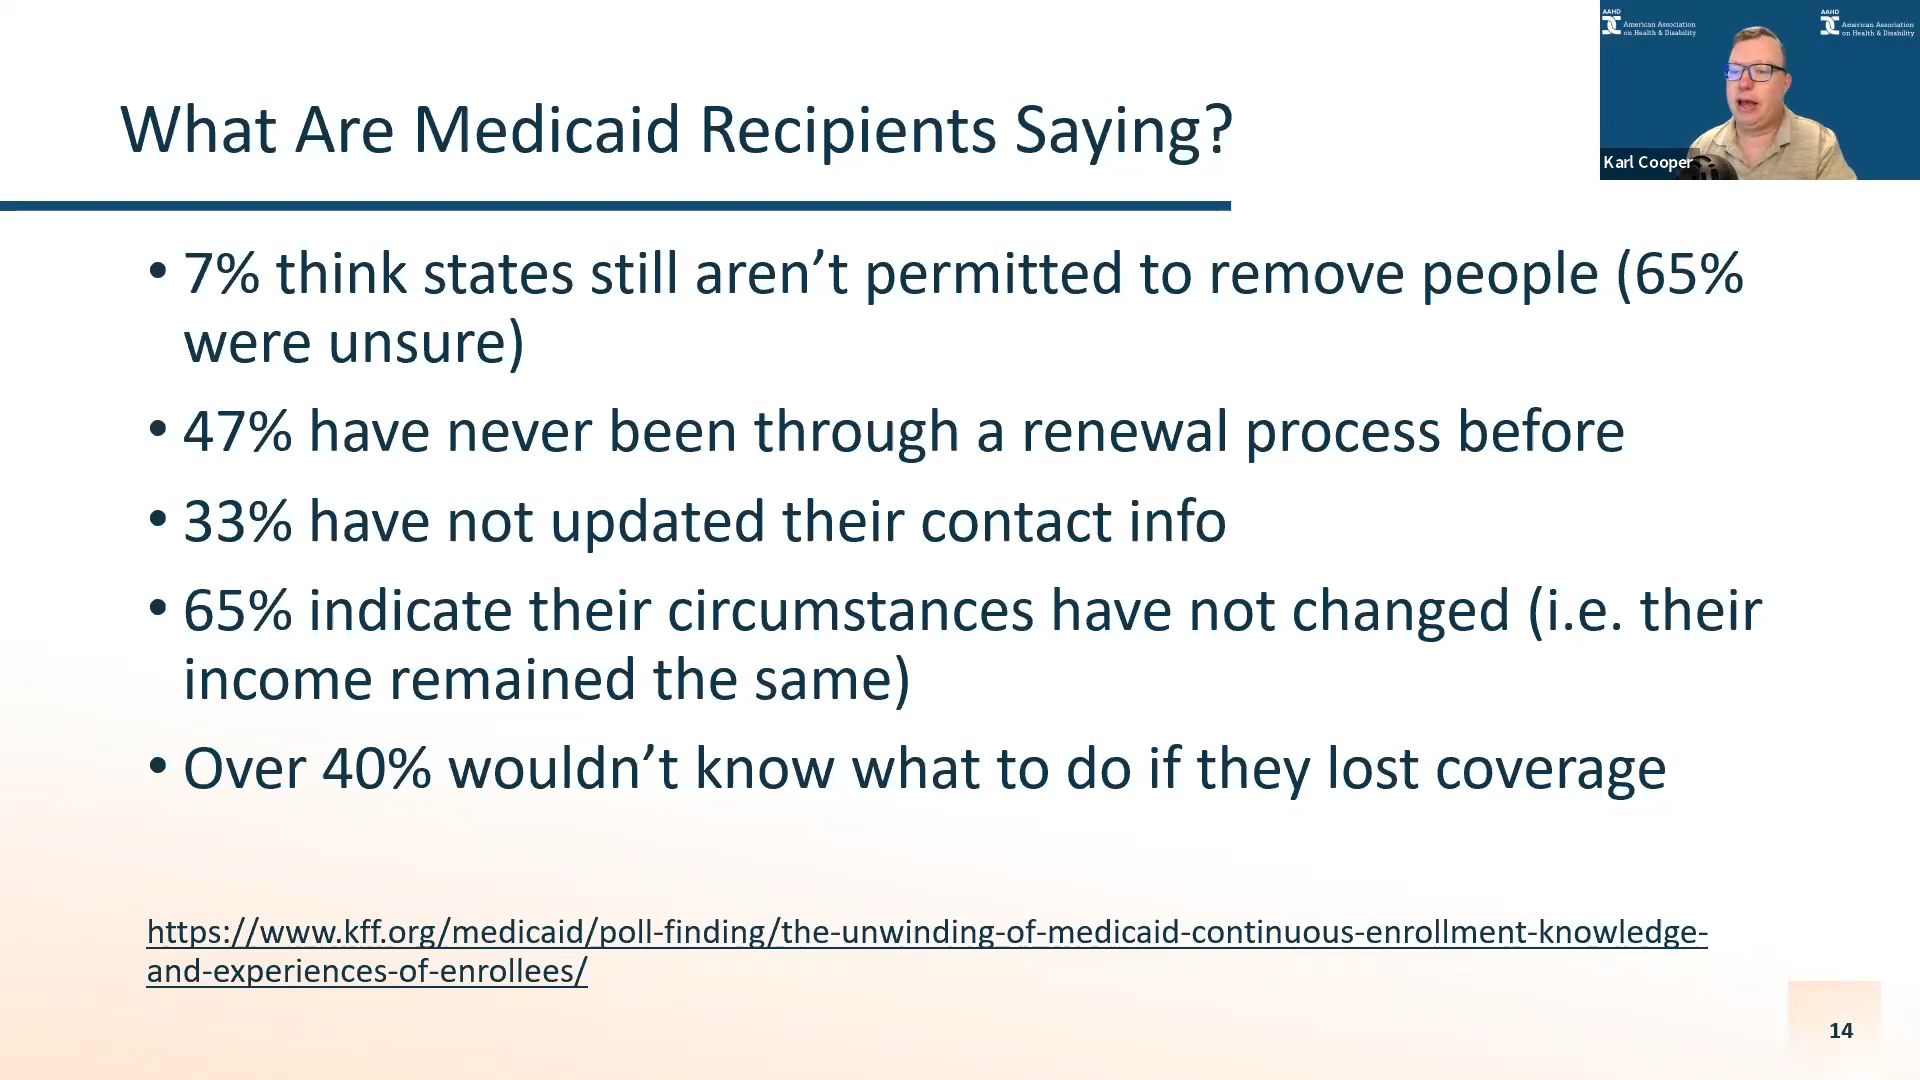 AAHD
American Association
on Health & Disability
AAHD
American Association
on Health & Disability
Karl Cooper
What Are Medicaid Recipients Saying?
• 7% think states still aren’t permitted to remove people (65%
were unsure)
• 47% have never been through a renewal process before
• 33% have not updated their contact info
• 65% indicate their circumstances have not changed (i.e. their
income remained the same)
• Over 40% wouldn’t know what to do if they lost coverage
https://www.kff.org/medicaid/poll-finding/the-unwinding-of-medicaid-continuous-enrollment-knowledge-
and-experiences-of-enrollees/
14